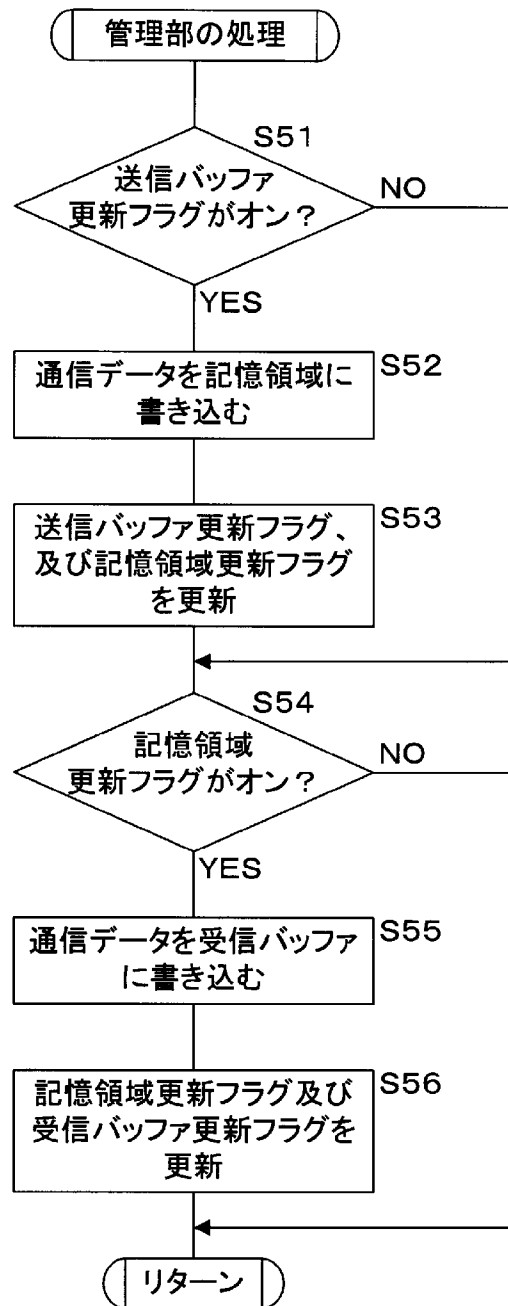 管理部の処理
S51
送信バッファ
更新フラグがオン？
NO
YES
S52
通信データを記憶領域に
書き込む
S53
送信バッファ更新フラグ、
及び記憶領域更新フラグ
を更新
S54
記憶領域
更新フラグがオン？
NO
YES
S55
通信データを受信バッファ
に書き込む
S56
記憶領域更新フラグ及び
受信バッファ更新フラグを
更新
リターン